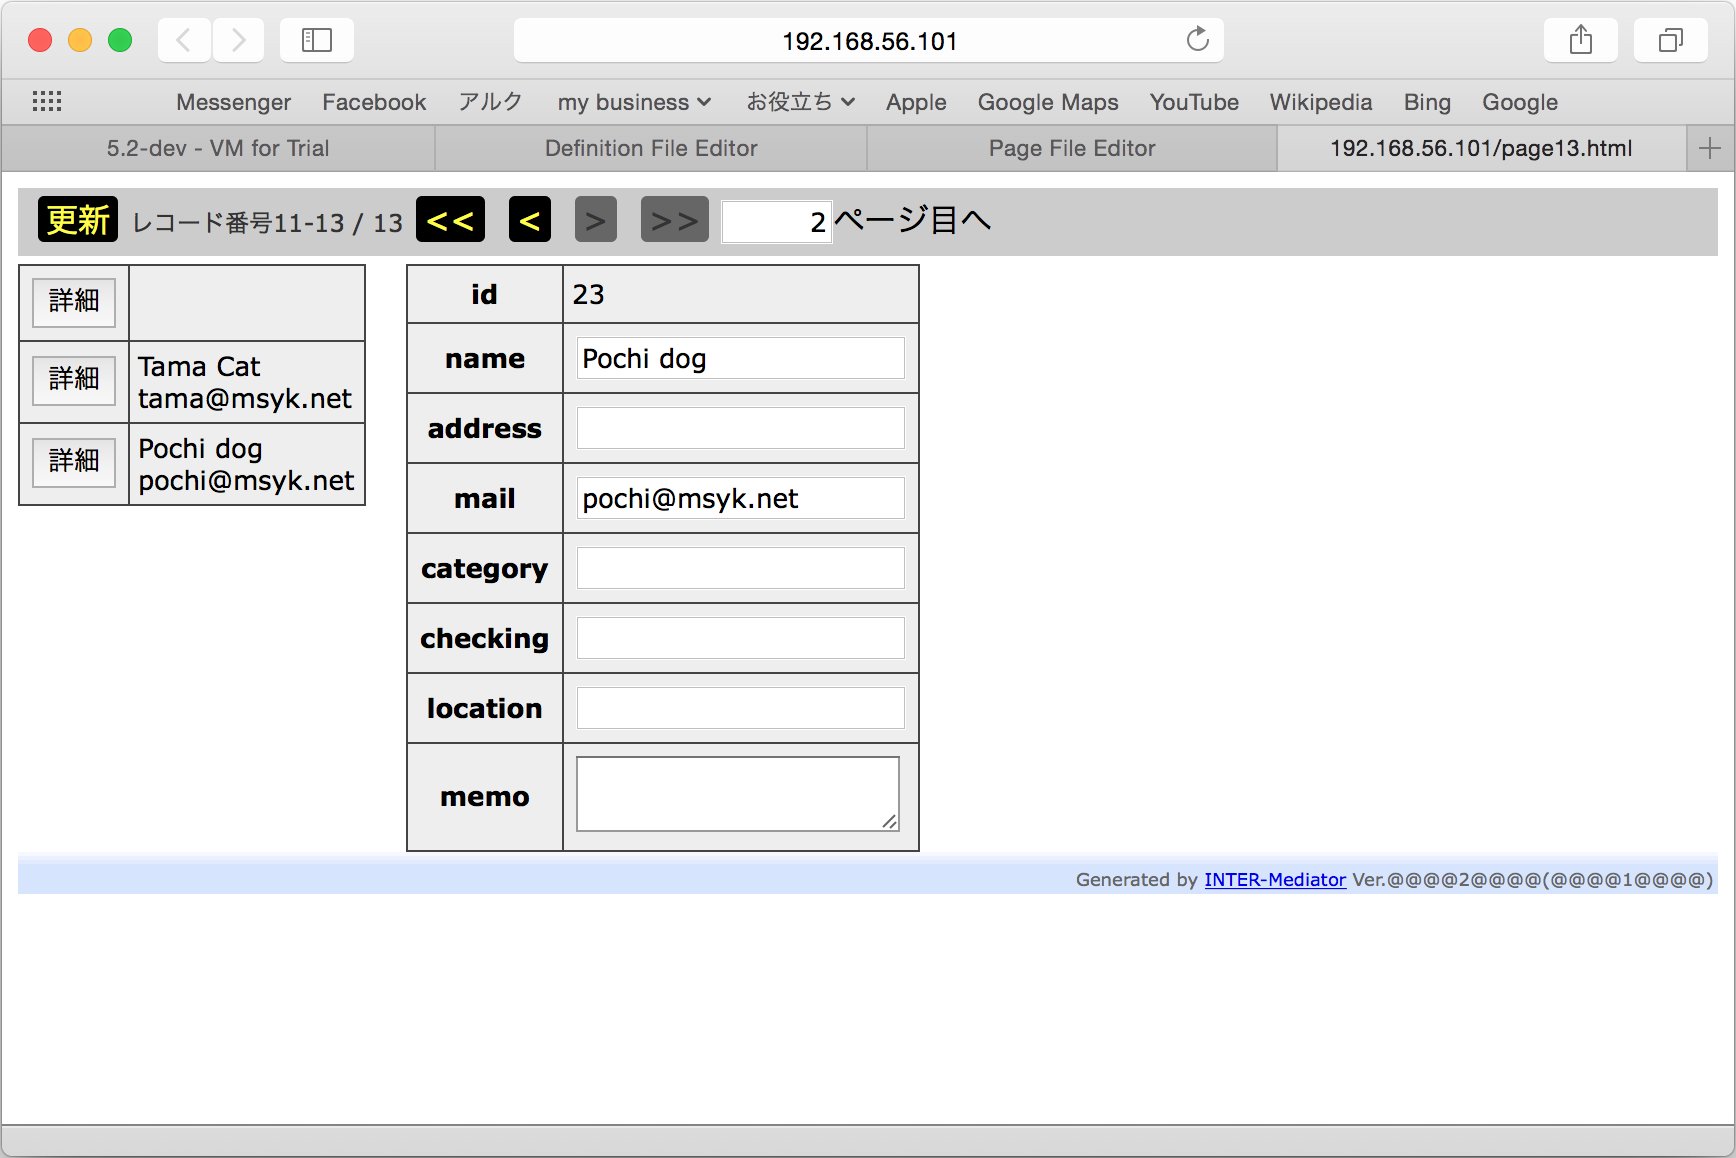 192.168.56.101
Messenger Facebook アルク my business お役立ち Apple Google Maps YouTube Wikipedia Bing Google
5.2-dev - VM for Trial Definition File Editor Page File Editor 192.168.56.101/page13.html
更新 レコード番号11-13 / 13 << < > >> 2 ページ目へ
詳細
詳細 Tama Cat
tama@msyk.net
詳細 Pochi dog
pochi@msyk.net
id 23
name Pochi dog
address
mail pochi@msyk.net
category
checking
location
memo
Generated by INTER-Mediator Ver.@@@@2@@@@(@@@@1@@@@)